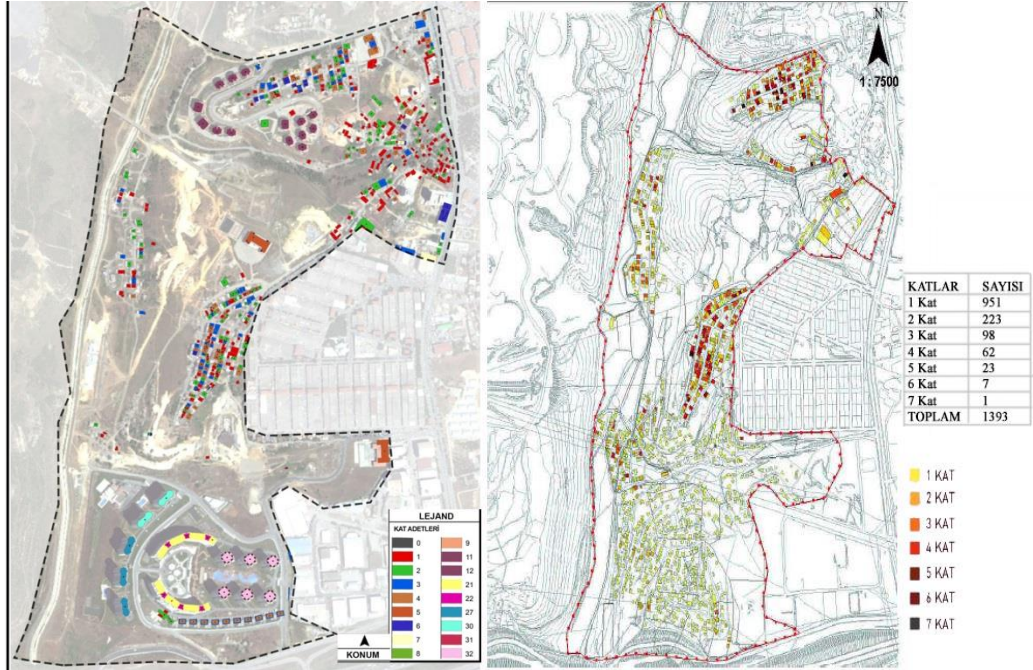 LEJAND
KAT ADETLERİ
0 9
1 11
2 12
3 21
4 22
5 27
6 30
7 31
8 32
KONUM
N
1 : 7500
KATLAR SAYISI
1 Kat 951
2 Kat 223
3 Kat 98
4 Kat 62
5 Kat 23
6 Kat 7
7 Kat 1
TOPLAM 1393
1 KAT
2 KAT
3 KAT
4 KAT
5 KAT
6 KAT
7 KAT